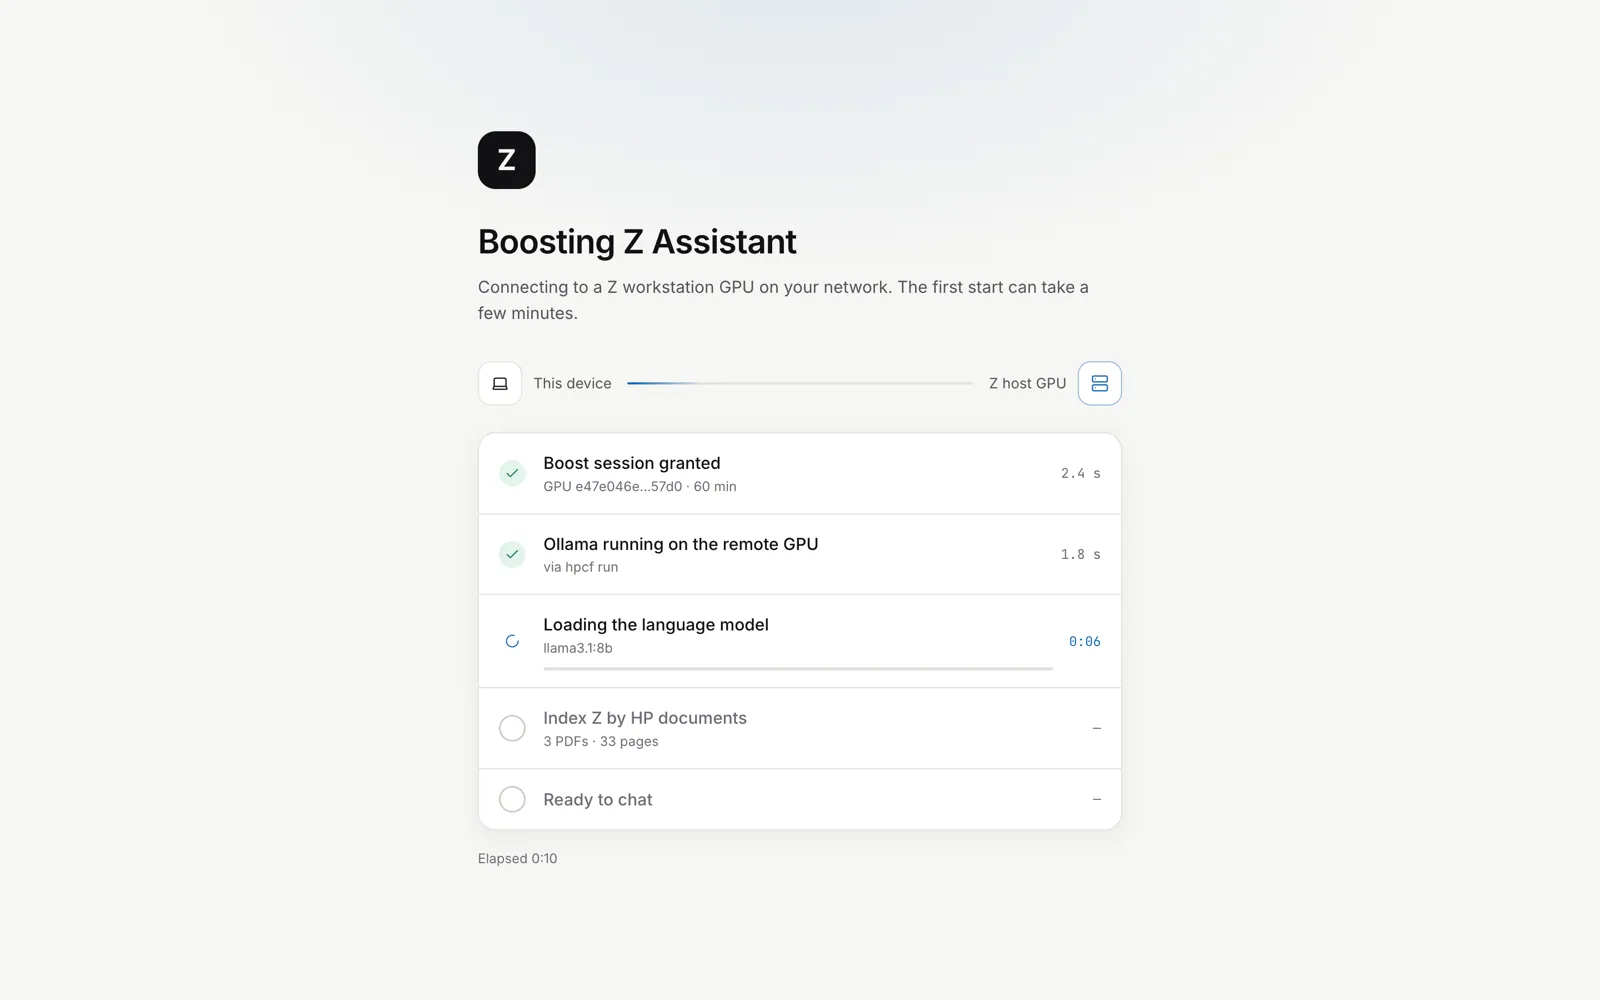 Z
Boosting Z Assistant
Connecting to a Z workstation GPU on your network. The first start can take a
few minutes.
This device
Z host GPU
Boost session granted
GPU e47e046e...57d0 · 60 min
2.4 s
Ollama running on the remote GPU
via hpcf run
1.8 s
Loading the language model
llama3.1:8b
0:06
Index Z by HP documents
3 PDFs · 33 pages
–
Ready to chat
–
Elapsed 0:10